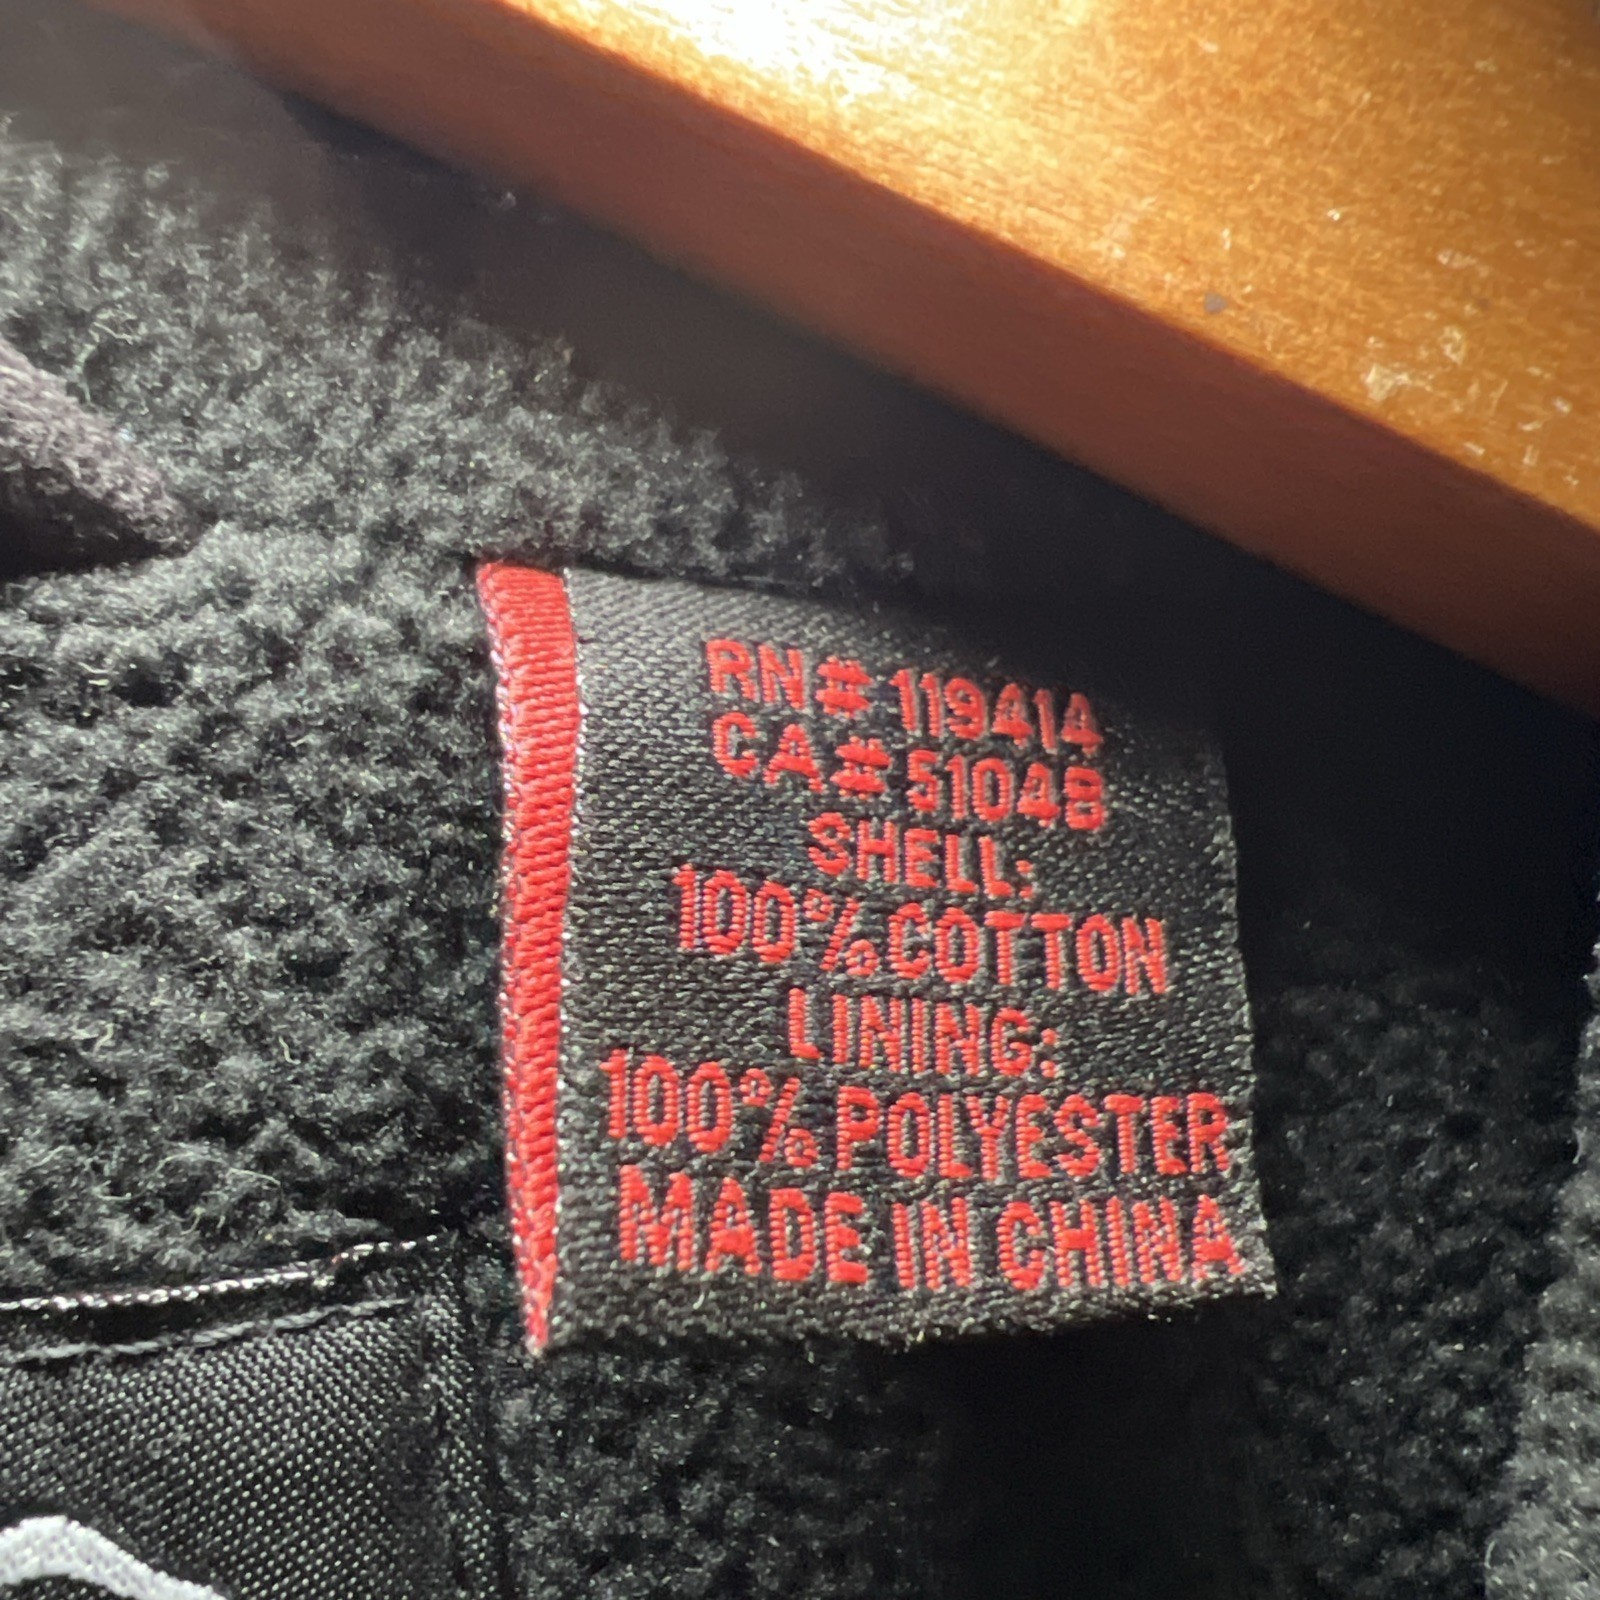 RN# 119414
CA# 51048
SHELL:
100% COTTON
LINING:
100% POLYESTER
MADE IN CHINA